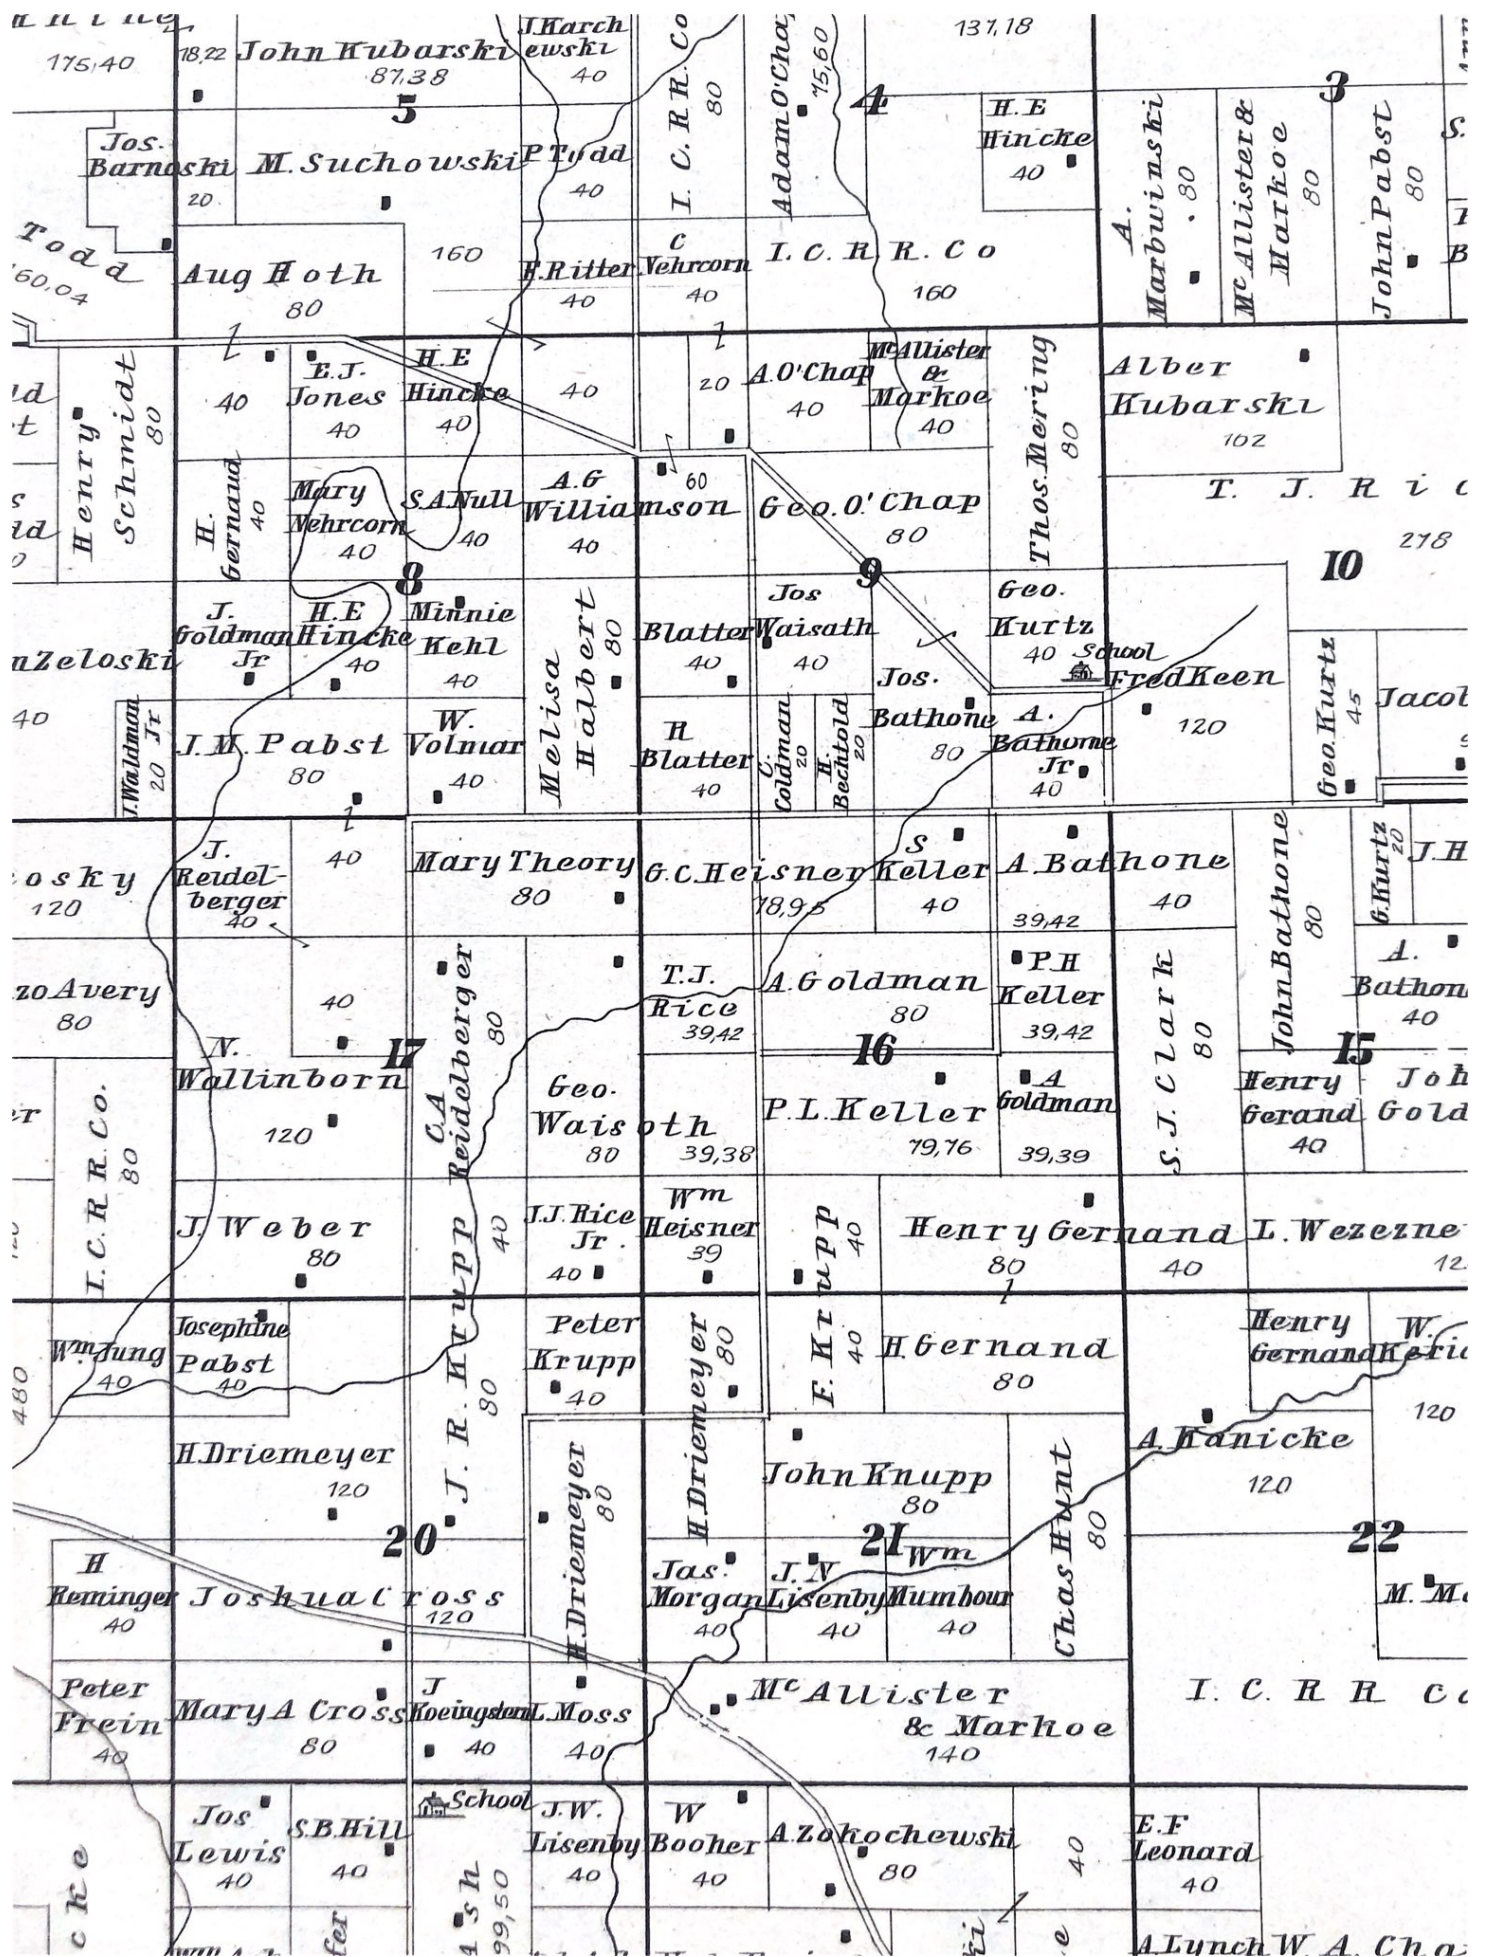 175,40
18,22
John Kubarski
87,38
J. Karch
ewski
40
I. C. R R. Co
80
Adam O'Chap
75,60
137,18
5
4
3
Jos.
Barnoski
20
M. Suchowski
P Todd
40
H. E
Hincke
40
A.
Marbwinski
80
McAllister &
Markoe
80
John Pabst
80
S.
Todd
160,04
Aug Hoth
80
160
F. Ritter
40
C
Nehrcorn
40
I. C. R R. Co
160
B
Henry
Schmidt
80
40
E. J.
Jones
40
H. E
Hincke
40
40
20
A. O'Chap
40
McAllister
&
Markoe
40
Thos. Mering
80
Alber
Kubarski
102
H.
Gernaud
40
Mary
Nehrcorn
40
S. A. Null
40
A. G
Williamson
40
60
Geo. O'Chap
80
T. J. Ric
218
8
9
10
n Zeloski
40
J.
Goldman
Jr
H. E
Hincke
40
Minnie
Kehl
40
Melisa
Halbert
80
Blatter
40
Jos
Waisath
40
Geo.
Kurtz
40
School
Jos.
Bathone
80
Fred Keen
120
Geo. Kurtz
45
Jacob
I. Waldman
Jr
20
J. M. Pabst
80
W.
Volmar
40
H
Blatter
40
C.
Coldman
20
H.
Bechtold
20
A.
Bathome
Jr
40
osky
120
J.
Reidel-
berger
40
40
Mary Theory
80
G. C. Heisner
78,95
S
Keller
40
A. Bathone
39,42
40
John Bathone
80
G. Kurtz
20
J. H
zo Avery
80
40
C. A
Reidelberger
80
T. J.
Rice
39,42
A. Goldman
80
P. H
Keller
39,42
S. J. Clark
80
A.
Bathon
40
17
16
15
I. C. R R. Co.
80
N.
Wallinborn
120
Geo.
Waisoth
80
39,38
P. L. Keller
79,76
A
Goldman
39,39
Henry
Gerand
40
Joh
Gold
J. Weber
80
40
J. J. Rice
Jr.
40
Wm
Heisner
39
F. Krupp
40
40
Henry Gernand
80
40
L. Wezezne
12
480
Wm Jung
40
Josephine
Pabst
40
J. R. Krupp
80
Peter
Krupp
40
H. Driemeyer
80
H. Gernand
80
Henry
Gernand
W.
Keric
120
H. Driemeyer
120
H. Driemeyer
80
John Knupp
80
Chas Hunt
80
A. Kanicke
120
20
21
22
H
Reminger
40
Joshua Cross
120
Jas.
Morgan
40
J. N
Lisenby
40
Wm
Mumbour
40
M. Mc
Peter
Frein
40
Mary A Cross
80
J
Koeingsten
40
L. Moss
40
McAllister
& Markoe
140
I. C. R R Co
Jos
Lewis
40
S. B. Hill
40
School
J. W.
Lisenby
40
W
Booher
40
A. Zokochewski
80
40
E. F
Leonard
40
cke
fer
sh
99,50
ki
e
A. Lynch
W. A. Cha